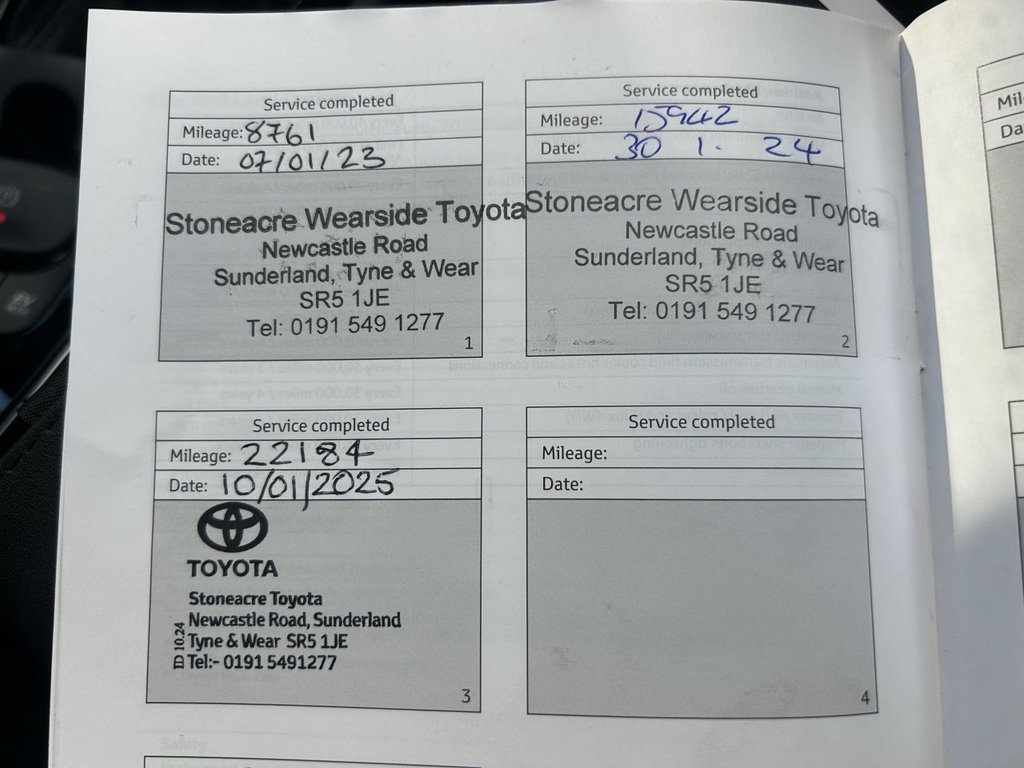 Service completed
Mileage: 8761
Date: 07/01/23
Stoneacre Wearside Toyota
Newcastle Road
Sunderland, Tyne & Wear
SR5 1JE
Tel: 0191 549 1277
1
Service completed
Mileage: 15942
Date: 30 1. 24
Stoneacre Wearside Toyota
Newcastle Road
Sunderland, Tyne & Wear
SR5 1JE
Tel: 0191 549 1277
2
Service completed
Mileage: 22184
Date: 10/01/2025
TOYOTA
Stoneacre Toyota
Newcastle Road, Sunderland
Tyne & Wear SR5 1JE
Tel:- 0191 5491277
ID 10.24
3
Service completed
Mileage:
Date:
4